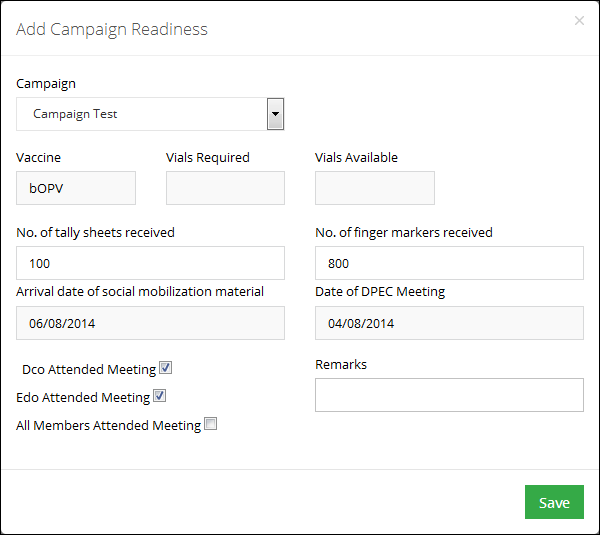 Add Campaign Readiness
×
Campaign
Campaign Test
Vaccine Vials Required Vials Available
bOPV
No. of tally sheets received No. of finger markers received
100 800
Arrival date of social mobilization material Date of DPEC Meeting
06/08/2014 04/08/2014
Dco Attended Meeting
Remarks
Edo Attended Meeting
All Members Attended Meeting
Save